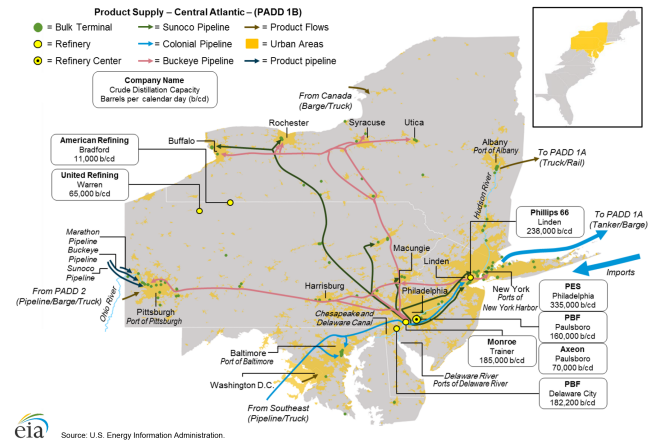 Product Supply – Central Atlantic – (PADD 1B)
= Bulk Terminal
= Sunoco Pipeline
= Product Flows
= Refinery
= Colonial Pipeline
= Urban Areas
= Refinery Center
= Buckeye Pipeline
= Product pipeline
Company Name
Crude Distillation Capacity
Barrels per calendar day (b/cd)
From Canada
(Barge/Truck)
Rochester
Syracuse
Utica
Buffalo
American Refining
Bradford
11,000 b/cd
Albany
Port of Albany
To PADD 1A
(Truck/Rail)
United Refining
Warren
65,000 b/cd
Hudson River
Phillips 66
Linden
238,000 b/cd
To PADD 1A
(Tanker/Barge)
Marathon
Pipeline
Buckeye
Pipeline
Sunoco
Pipeline
Macungie
Linden
Imports
From PADD 2
(Pipeline/Barge/Truck)
Ohio River
Pittsburgh
Port of Pittsburgh
Harrisburg
Philadelphia
New York
Ports of
New York Harbor
PES
Philadelphia
335,000 b/cd
Chesapeake and
Delaware Canal
PBF
Paulsboro
160,000 b/cd
Monroe
Trainer
185,000 b/cd
Axeon
Paulsboro
70,000 b/cd
Baltimore
Port of Baltimore
Washington D.C.
Delaware River
Ports of Delaware River
PBF
Delaware City
182,200 b/cd
From Southeast
(Pipeline/Truck)
eia
Source: U.S. Energy Information Administration.